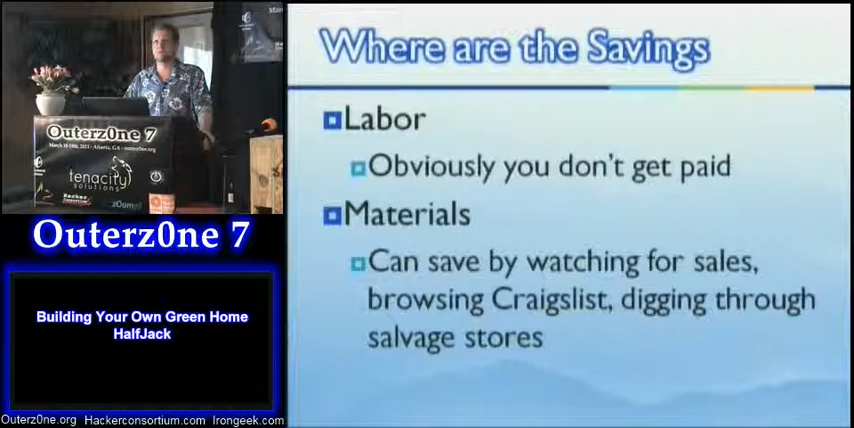 Where are the Savings
Labor
Obviously you don't get paid
Materials
Can save by watching for sales,
browsing Craigslist, digging through
salvage stores
Outerz0ne 7
tenacity
solutions
Outerz0ne 7
Building Your Own Green Home
HalfJack
Outerz0ne.org Hackerconsortium.com Irongeek.com